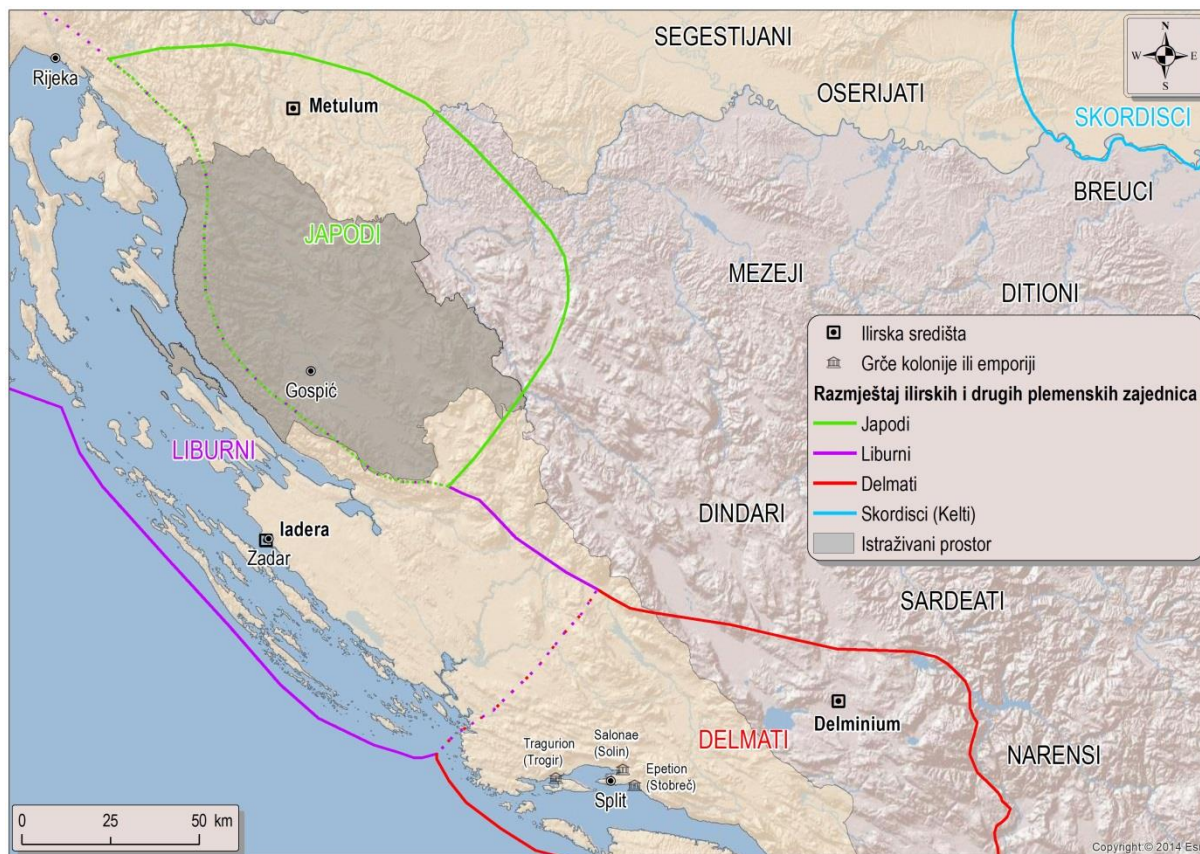 SEGESTIJANI
N
W
E
S
Rijeka
OSERIJATI
Metulum
SKORDISCI
BREUCI
JAPODI
MEZEJI
DITIONI
Ilirska središta
Grče kolonije ili emporiji
Razmještaj ilirskih i drugih plemenskih zajednica
Japodi
Liburni
Delmati
Skordisci (Kelti)
Istraživani prostor
Gospić
LIBURNI
DINDARI
Iadera
Zadar
SARDEATI
Delminium
DELMATI
NARENSI
Tragurion
(Trogir)
Salonae
(Solin)
Epetion
(Stobreč)
Split
0 25 50 km
Copyright:© 2014 Es